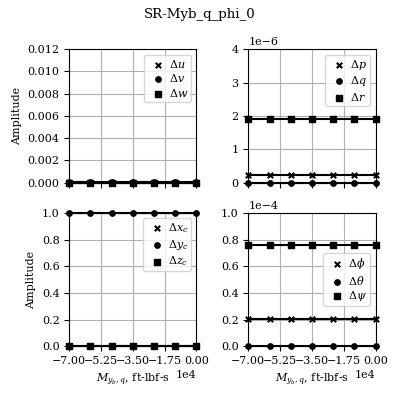 SR-Myb_q_phi_0
1e−6
0.012
0.010
0.008
0.006
0.004
0.002
0.000
Amplitude
Δu
Δv
Δw
4
3
2
1
0
Δp
Δq
Δr
1e−4
1.0
0.8
0.6
0.4
0.2
0.0
Amplitude
Δx_c
Δy_c
Δz_c
1.0
0.8
0.6
0.4
0.2
0.0
Δϕ
Δθ
Δψ
−7.00 −5.25 −3.50 −1.75 0.00
−7.00 −5.25 −3.50 −1.75 0.00
M_{y_b,q}, ft-lbf-s
1e4
M_{y_b,q}, ft-lbf-s
1e4